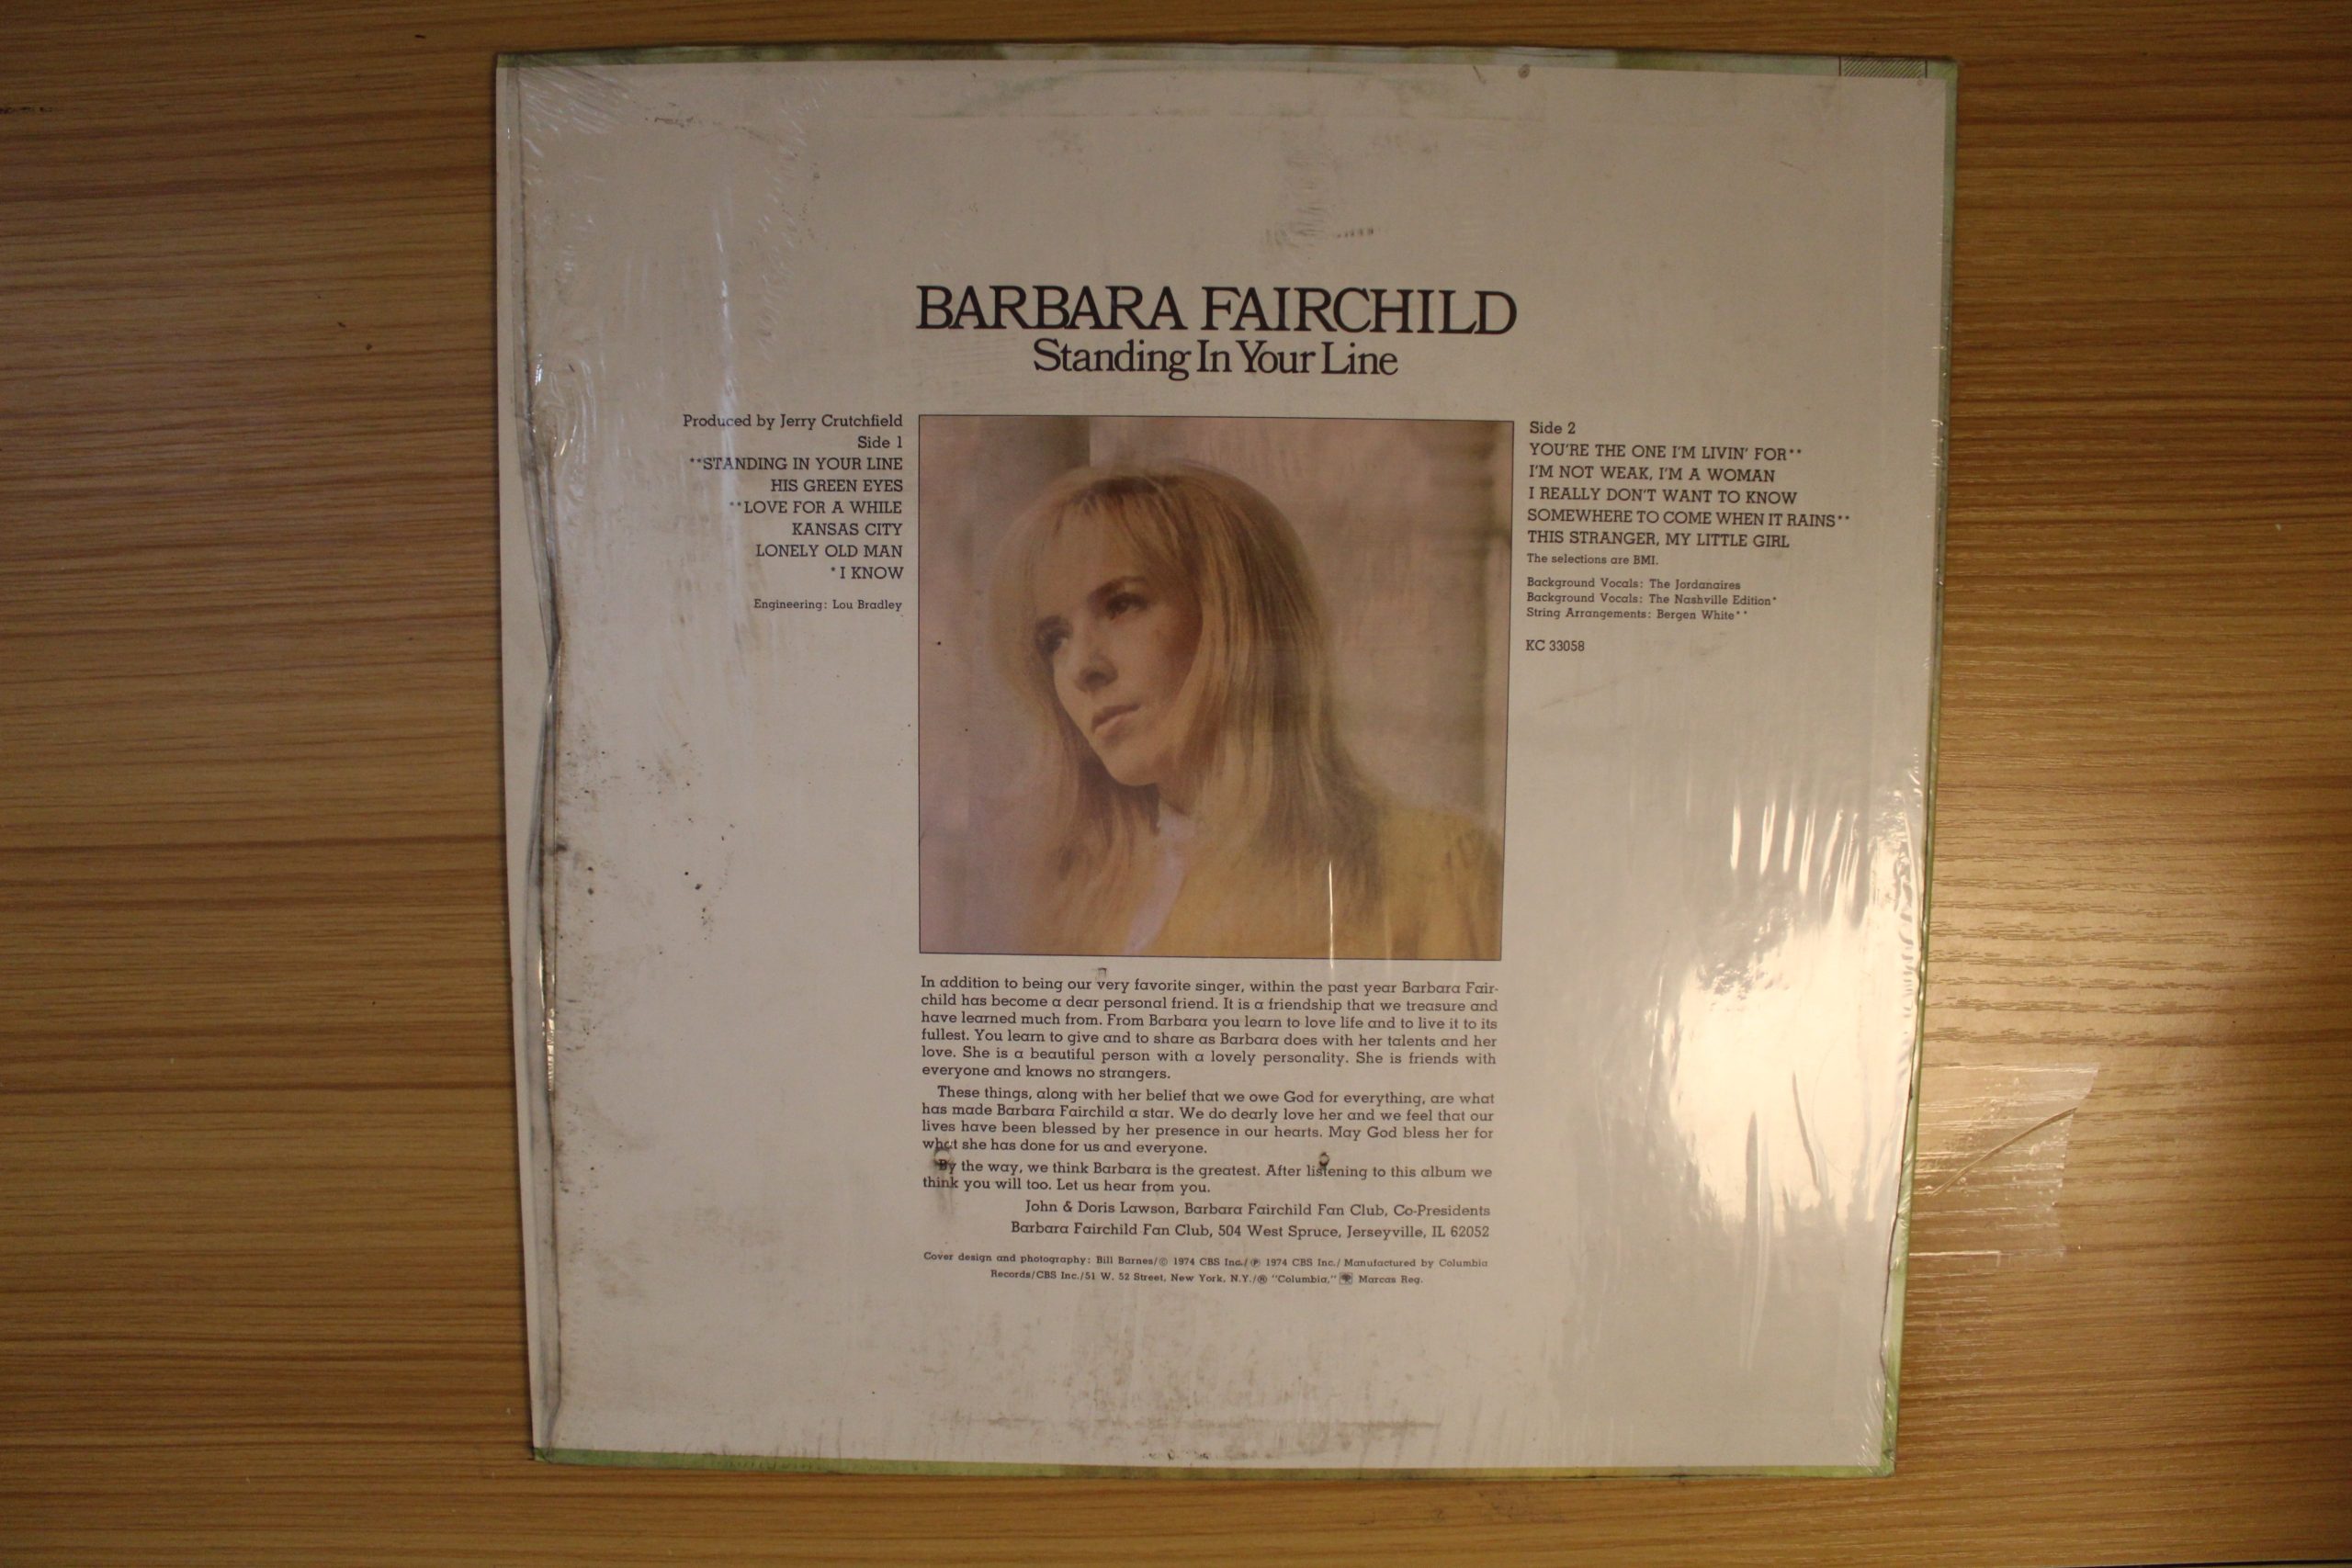 BARBARA FAIRCHILD
Standing In Your Line
Produced by Jerry Crutchfield
Side 1
**STANDING IN YOUR LINE
HIS GREEN EYES
**LOVE FOR A WHILE
KANSAS CITY
LONELY OLD MAN
*I KNOW
Engineering: Lou Bradley
Side 2
YOU'RE THE ONE I'M LIVIN' FOR**
I'M NOT WEAK, I'M A WOMAN
I REALLY DON'T WANT TO KNOW
SOMEWHERE TO COME WHEN IT RAINS**
THIS STRANGER, MY LITTLE GIRL
The selections are BMI.
Background Vocals: The Jordanaires
Background Vocals: The Nashville Edition*
String Arrangements: Bergen White**
KC 33058
In addition to being our very favorite singer, within the past year Barbara Fair-
child has become a dear personal friend. It is a friendship that we treasure and
have learned much from. From Barbara you learn to love life and to live it to its
fullest. You learn to give and to share as Barbara does with her talents and her
love. She is a beautiful person with a lovely personality. She is friends with
everyone and knows no strangers.
These things, along with her belief that we owe God for everything, are what
has made Barbara Fairchild a star. We do dearly love her and we feel that our
lives have been blessed by her presence in our hearts. May God bless her for
what she has done for us and everyone.
By the way, we think Barbara is the greatest. After listening to this album we
think you will too. Let us hear from you.
John & Doris Lawson, Barbara Fairchild Fan Club, Co-Presidents
Barbara Fairchild Fan Club, 504 West Spruce, Jerseyville, IL 62052
Cover design and photography: Bill Barnes/© 1974 CBS Inc./℗ 1974 CBS Inc./Manufactured by Columbia
Records/CBS Inc./51 W. 52 Street, New York, N.Y./® "Columbia," Marcas Reg.